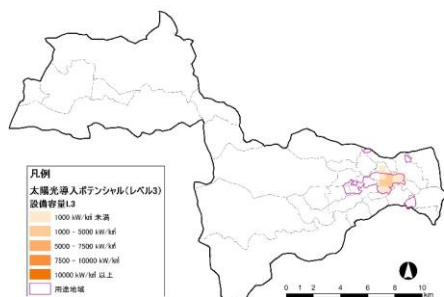 凡例
太陽光導入ポテンシャル(レベル3)
設備容量L3
1000 kW/km² 未満
1000 - 5000 kW/km²
5000 - 7500 kW/km²
7500 - 10000 kW/km²
10000 kW/km² 以上
用途地域
0 1 2 4 6 8 10
km